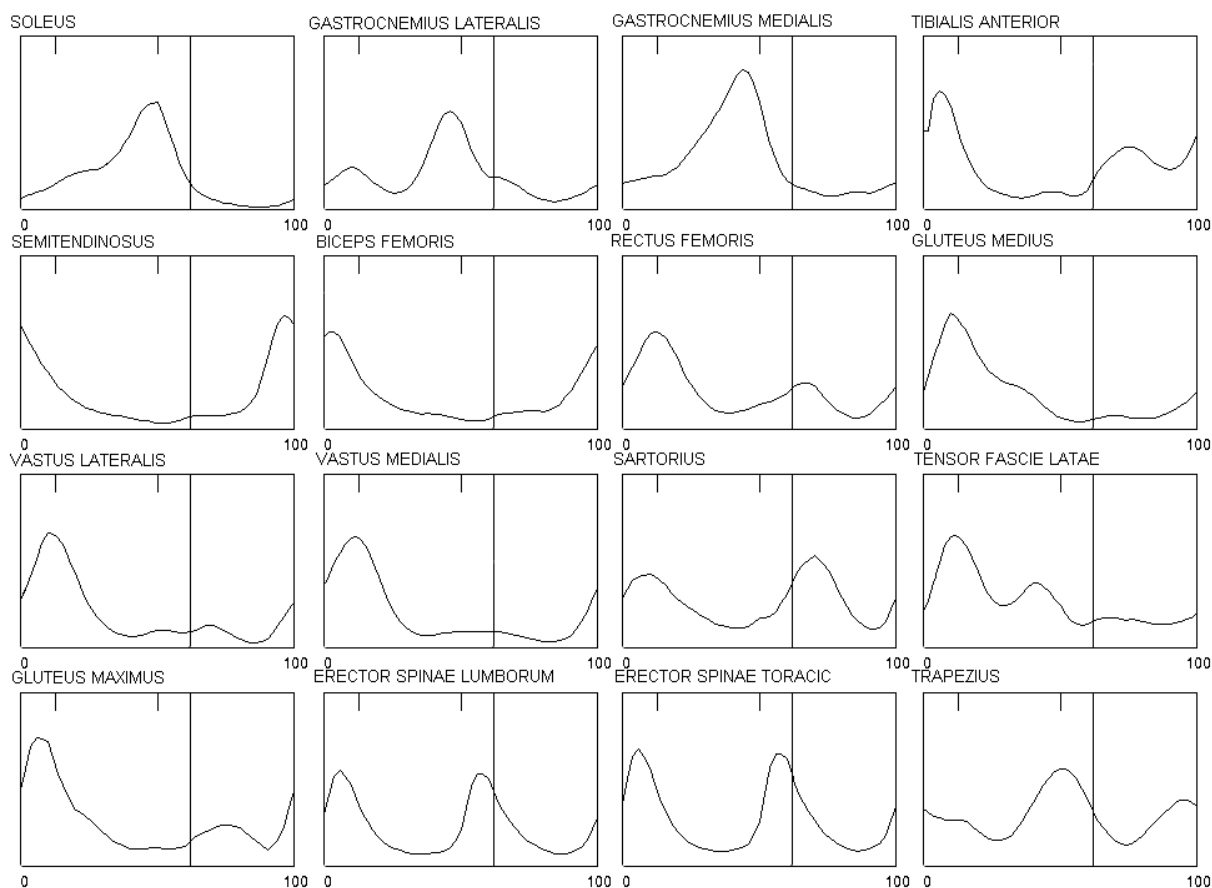 SOLEUS GASTROCNEMIUS LATERALIS GASTROCNEMIUS MEDIALIS TIBIALIS ANTERIOR
0 100 0 100 0 100 0 100
SEMITENDINOSUS BICEPS FEMORIS RECTUS FEMORIS GLUTEUS MEDIUS
0 100 0 100 0 100 0 100
VASTUS LATERALIS VASTUS MEDIALIS SARTORIUS TENSOR FASCIE LATAE
0 100 0 100 0 100 0 100
GLUTEUS MAXIMUS ERECTOR SPINAE LUMBORUM ERECTOR SPINAE TORACIC TRAPEZIUS
0 100 0 100 0 100 0 100